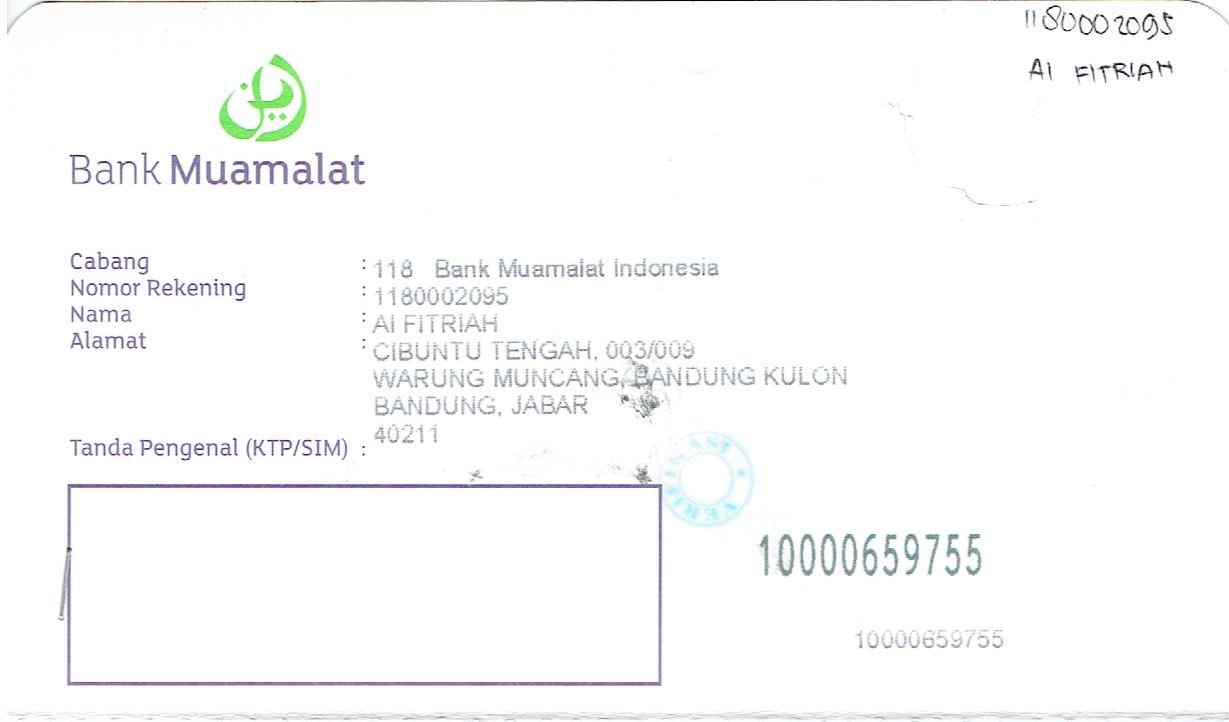 1180002095
AI FITRIAH
Bank Muamalat
Cabang : 118 Bank Muamalat Indonesia
Nomor Rekening : 1180002095
Nama : AI FITRIAH
Alamat : CIBUNTU TENGAH, 003/009
WARUNG MUNCANG, BANDUNG KULON
BANDUNG, JABAR
40211
Tanda Pengenal (KTP/SIM) :
VERIFIKASI
10000659755
10000659755